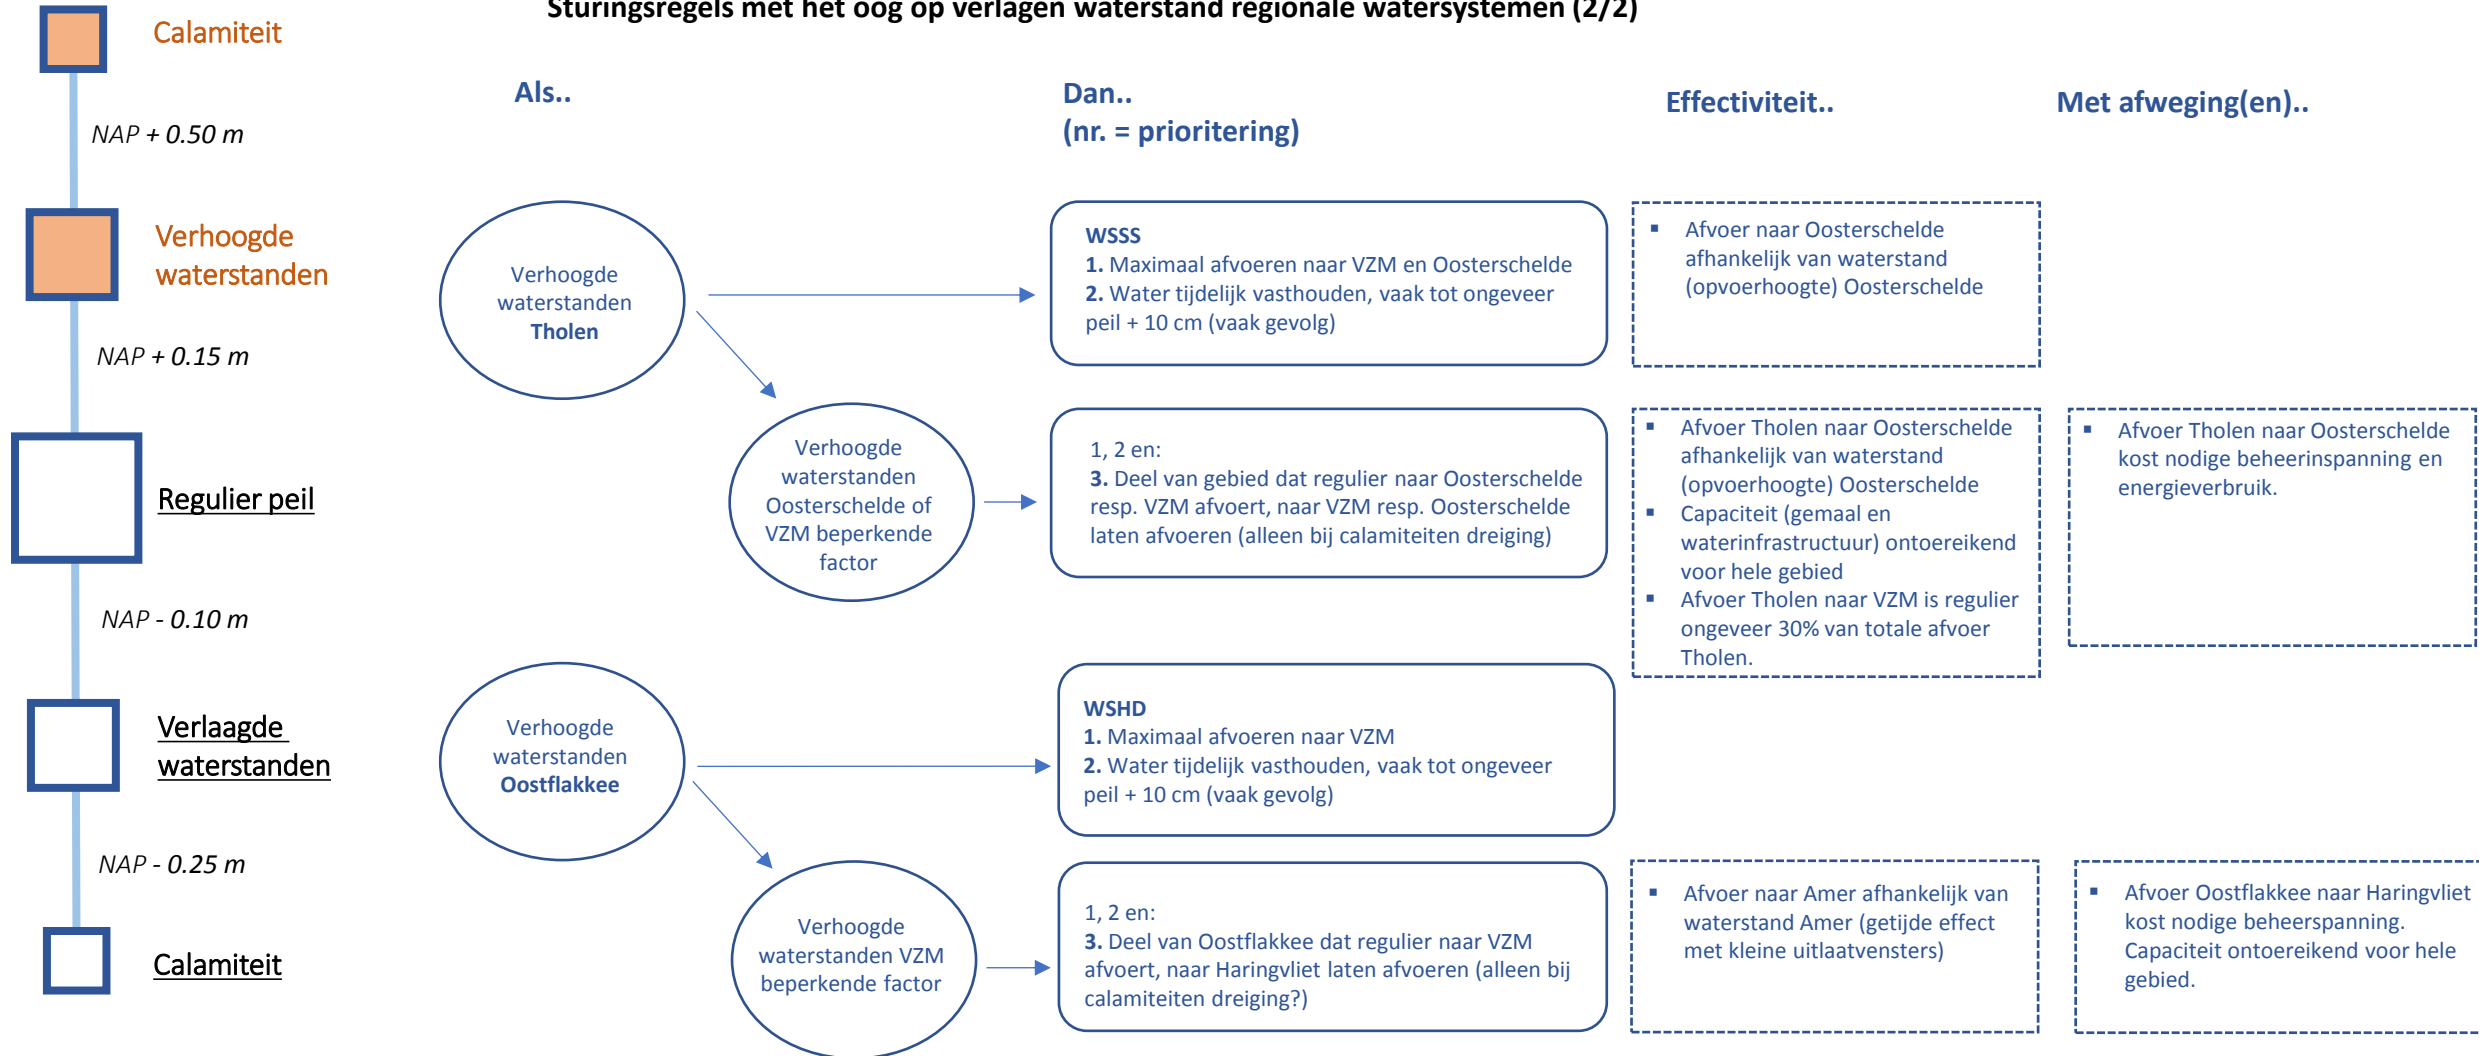 Sturingsregels met het oog op verlagen waterstand regionale watersystemen (2/2)
Calamiteit
NAP + 0.50 m
Verhoogde
waterstanden
NAP + 0.15 m
Regulier peil
NAP - 0.10 m
Verlaagde
waterstanden
NAP - 0.25 m
Calamiteit
Als..
Dan..
(nr. = prioritering)
Effectiviteit..
Met afweging(en)..
Verhoogde
waterstanden
Tholen
WSSS
1. Maximaal afvoeren naar VZM en Oosterschelde
2. Water tijdelijk vasthouden, vaak tot ongeveer
peil + 10 cm (vaak gevolg)
▪ Afvoer naar Oosterschelde
afhankelijk van waterstand
(opvoerhoogte) Oosterschelde
Verhoogde
waterstanden
Oosterschelde of
VZM beperkende
factor
1, 2 en:
3. Deel van gebied dat regulier naar Oosterschelde
resp. VZM afvoert, naar VZM resp. Oosterschelde
laten afvoeren (alleen bij calamiteiten dreiging)
▪ Afvoer Tholen naar Oosterschelde
afhankelijk van waterstand
(opvoerhoogte) Oosterschelde
▪ Capaciteit (gemaal en
waterinfrastructuur) ontoereikend
voor hele gebied
▪ Afvoer Tholen naar VZM is regulier
ongeveer 30% van totale afvoer
Tholen.
▪ Afvoer Tholen naar Oosterschelde
kost nodige beheerinspanning en
energieverbruik.
Verhoogde
waterstanden
Oostflakkee
WSHD
1. Maximaal afvoeren naar VZM
2. Water tijdelijk vasthouden, vaak tot ongeveer
peil + 10 cm (vaak gevolg)
Verhoogde
waterstanden VZM
beperkende factor
1, 2 en:
3. Deel van Oostflakkee dat regulier naar VZM
afvoert, naar Haringvliet laten afvoeren (alleen bij
calamiteiten dreiging?)
▪ Afvoer naar Amer afhankelijk van
waterstand Amer (getijde effect
met kleine uitlaatvensters)
▪ Afvoer Oostflakkee naar Haringvliet
kost nodige beheerspanning.
Capaciteit ontoereikend voor hele
gebied.